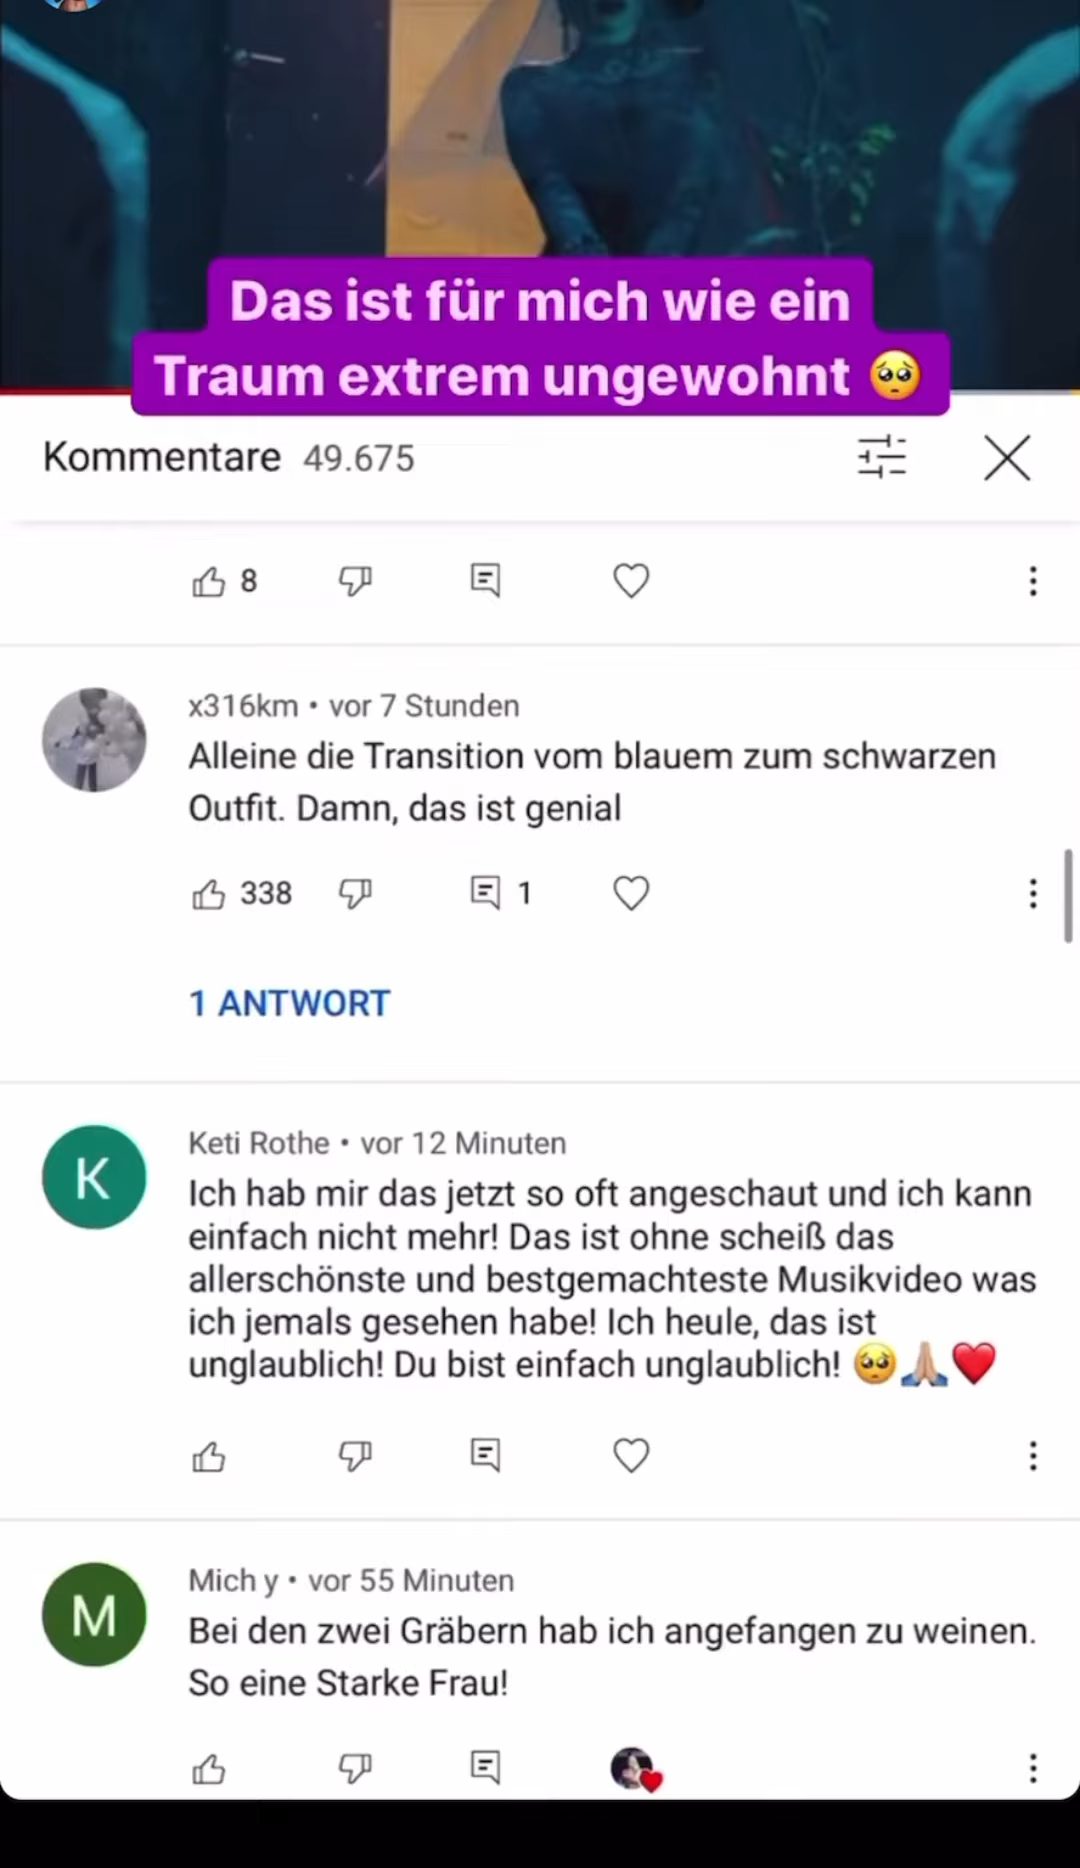 Das ist für mich wie ein
Traum extrem ungewohnt 🥺
Kommentare 49.675
8
x316km • vor 7 Stunden
Alleine die Transition vom blauem zum schwarzen
Outfit. Damn, das ist genial
338 1
1 ANTWORT
K
Keti Rothe • vor 12 Minuten
Ich hab mir das jetzt so oft angeschaut und ich kann
einfach nicht mehr! Das ist ohne scheiß das
allerschönste und bestgemachteste Musikvideo was
ich jemals gesehen habe! Ich heule, das ist
unglaublich! Du bist einfach unglaublich! 🥺🙏🏼❤️
M
Mich y • vor 55 Minuten
Bei den zwei Gräbern hab ich angefangen zu weinen.
So eine Starke Frau!